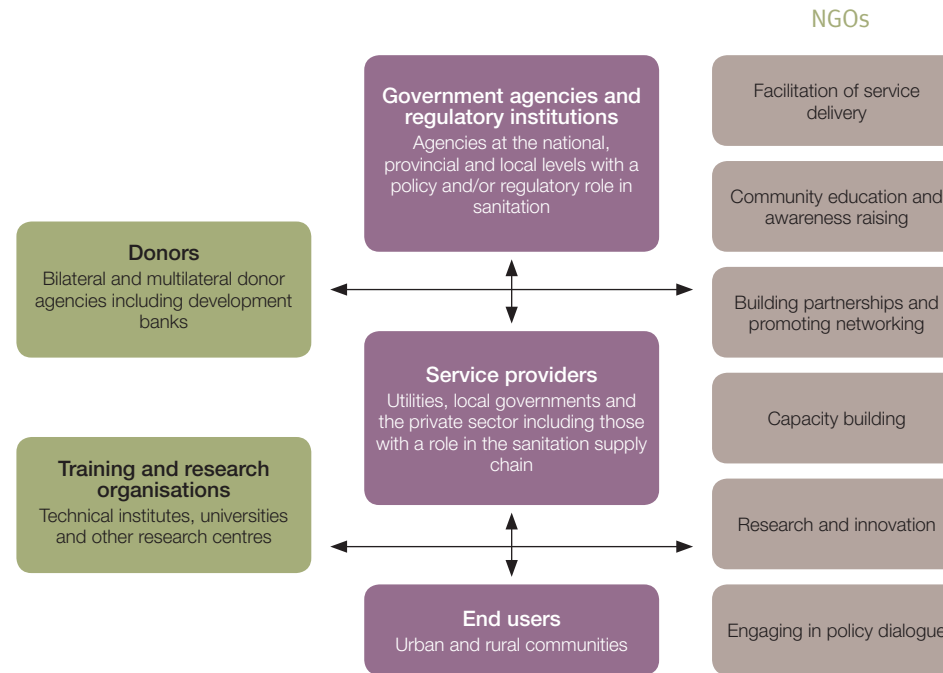 NGOs
Government agencies and
regulatory institutions
Agencies at the national,
provincial and local levels with a
policy and/or regulatory role in
sanitation
Donors
Bilateral and multilateral donor
agencies including development
banks
Service providers
Utilities, local governments and
the private sector including those
with a role in the sanitation supply
chain
Training and research
organisations
Technical institutes, universities
and other research centres
End users
Urban and rural communities
Facilitation of service
delivery
Community education and
awareness raising
Building partnerships and
promoting networking
Capacity building
Research and innovation
Engaging in policy dialogue